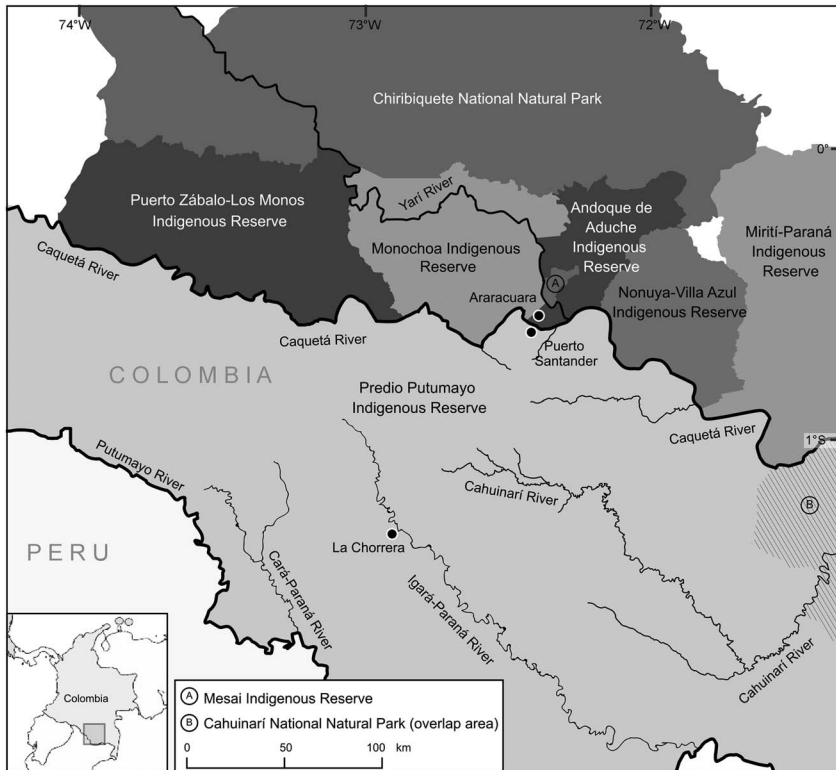 74°W
73°W
72°W
Chiribiquete National Natural Park
0°
Puerto Zábalo-Los Monos
Indigenous Reserve
Yarí River
Andoque de
Aduche
Indigenous
Reserve
Mirití-Paraná
Indigenous
Reserve
Caquetá River
Monochoa Indigenous
Reserve
A
Nonuya-Villa Azul
Indigenous Reserve
Araracuara
Caquetá River
Puerto
Santander
COLOMBIA
Predio Putumayo
Indigenous Reserve
Caquetá River
1°S
Putumayo River
Cahuinarí River
B
PERU
La Chorrera
Cará-Paraná River
Igará-Paraná River
Cahuinarí River
Colombia
A Mesai Indigenous Reserve
B Cahuinarí National Natural Park (overlap area)
0 50 100 km